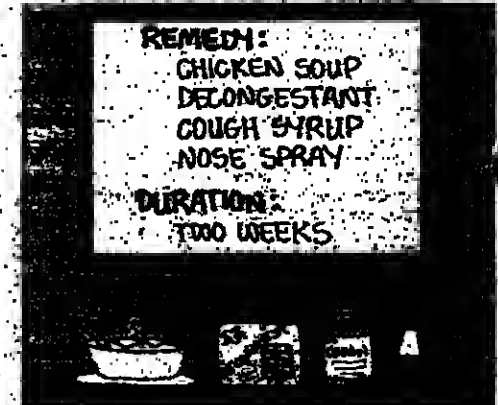 REMEDY:
CHICKEN SOUP
DECONGESTANT
COUGH SYRUP
NOSE SPRAY
DURATION:
TWO WEEKS